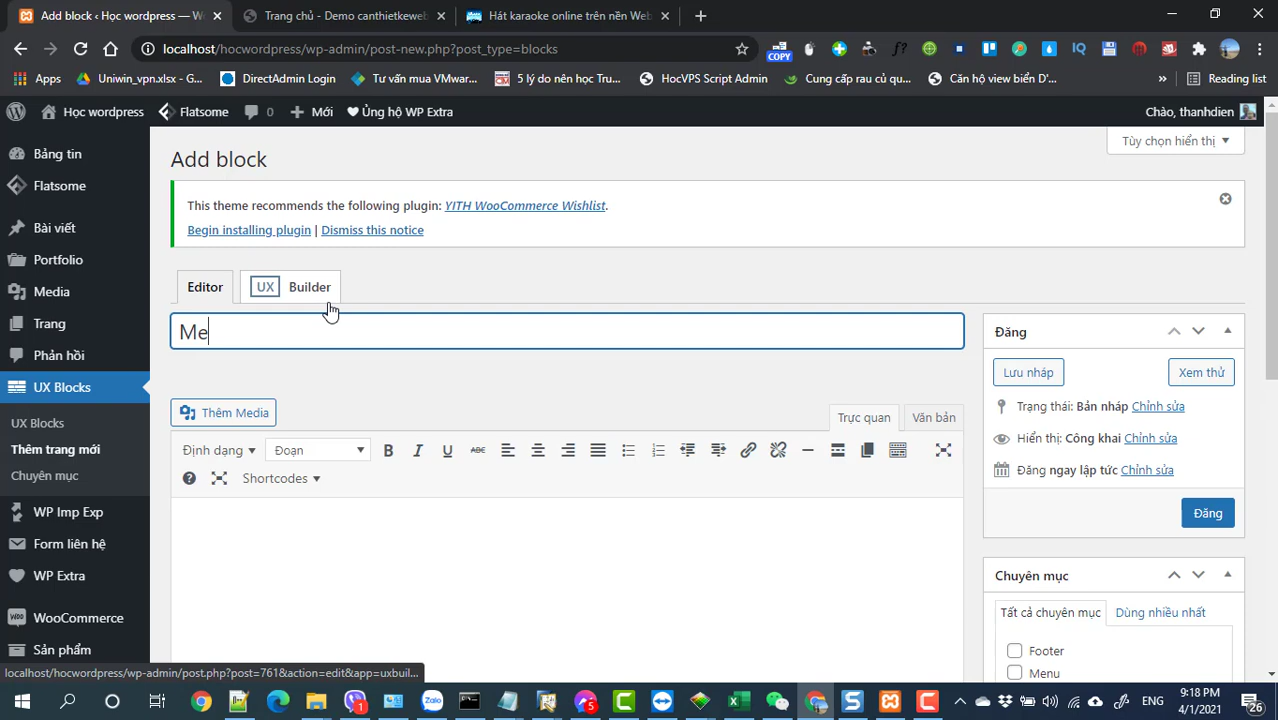 Add block ‹ Học wordpress — Wo
Trang chủ - Demo canthietkeweb
Hát karaoke online trên nền Web
localhost/hocwordpress/wp-admin/post-new.php?post_type=blocks
COPY
f?
IQ
Apps
Uniwin_vpn.xlsx - G...
DirectAdmin Login
Tư vấn mua VMwar...
5 lý do nên học Tru...
HocVPS Script Admin
Cung cấp rau củ qu...
Căn hộ view biển D'...
»
Reading list
Học wordpress
Flatsome
0
Mới
Ủng hộ WP Extra
Chào, thanhdien
Bảng tin
Flatsome
Bài viết
Portfolio
Media
Trang
Phản hồi
UX Blocks
UX Blocks
Thêm trang mới
Chuyên mục
WP Imp Exp
Form liên hệ
WP Extra
WooCommerce
Sản phẩm
Tùy chọn hiển thị
Add block
This theme recommends the following plugin: YITH WooCommerce Wishlist.
Begin installing plugin | Dismiss this notice
Editor
UX Builder
Me
Thêm Media
Trực quan
Văn bản
Định dạng
Đoạn
B I U ABC
Shortcodes
Đăng
Lưu nháp
Xem thử
Trạng thái: Bản nháp Chỉnh sửa
Hiển thị: Công khai Chỉnh sửa
Đăng ngay lập tức Chỉnh sửa
Đăng
Chuyên mục
Tất cả chuyên mục
Dùng nhiều nhất
Footer
Menu
localhost/hocwordpress/wp-admin/post.php?post=761&action=edit&app=uxbuil...
1
Zalo
5
ENG
9:18 PM
4/1/2021
26